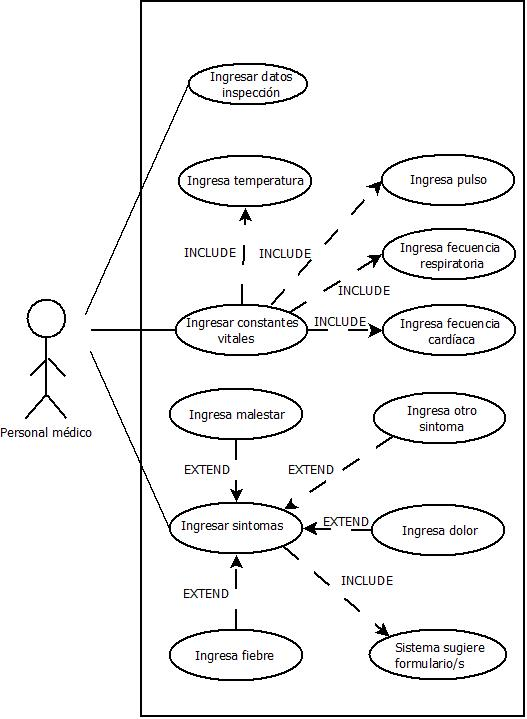 Ingresar datos
inspección
Ingresa temperatura
Ingresa pulso
INCLUDE
INCLUDE
Ingresa fecuencia
respiratoria
INCLUDE
Ingresar constantes
vitales
INCLUDE
Ingresa fecuencia
cardíaca
Personal médico
Ingresa malestar
Ingresa otro
sintoma
EXTEND
EXTEND
Ingresar sintomas
EXTEND
Ingresa dolor
EXTEND
INCLUDE
Ingresa fiebre
Sistema sugiere
formulario/s